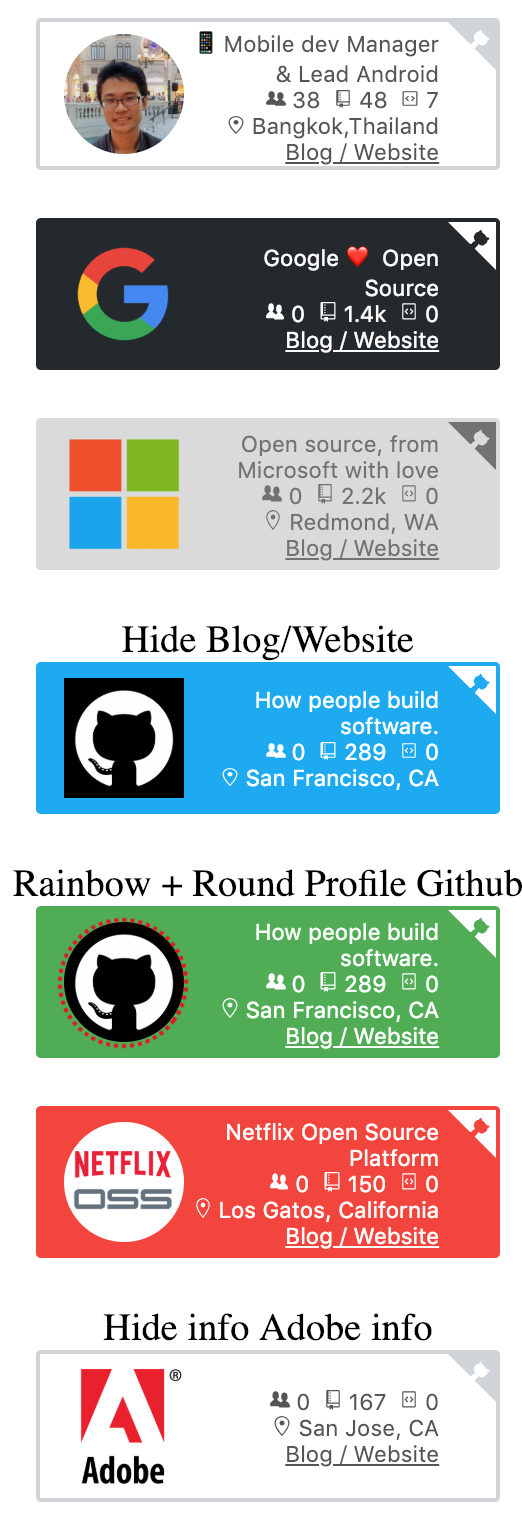 📱 Mobile dev Manager
& Lead Android
38 48 7
Bangkok,Thailand
Blog / Website
Google ❤️ Open
Source
0 1.4k 0
Blog / Website
Open source, from
Microsoft with love
0 2.2k 0
Redmond, WA
Blog / Website
Hide Blog/Website
How people build
software.
0 289 0
San Francisco, CA
Rainbow + Round Profile Github
How people build
software.
0 289 0
San Francisco, CA
Blog / Website
NETFLIX
OSS
Netflix Open Source
Platform
0 150 0
Los Gatos, California
Blog / Website
Hide info Adobe info
®
Adobe
0 167 0
San Jose, CA
Blog / Website